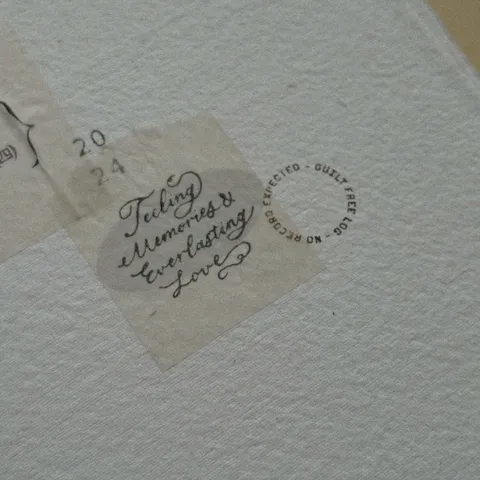 20
24
Feeling
Memories &
Everlasting
Love
GUILT FREE LOG - NO RECORD EXPECTED -